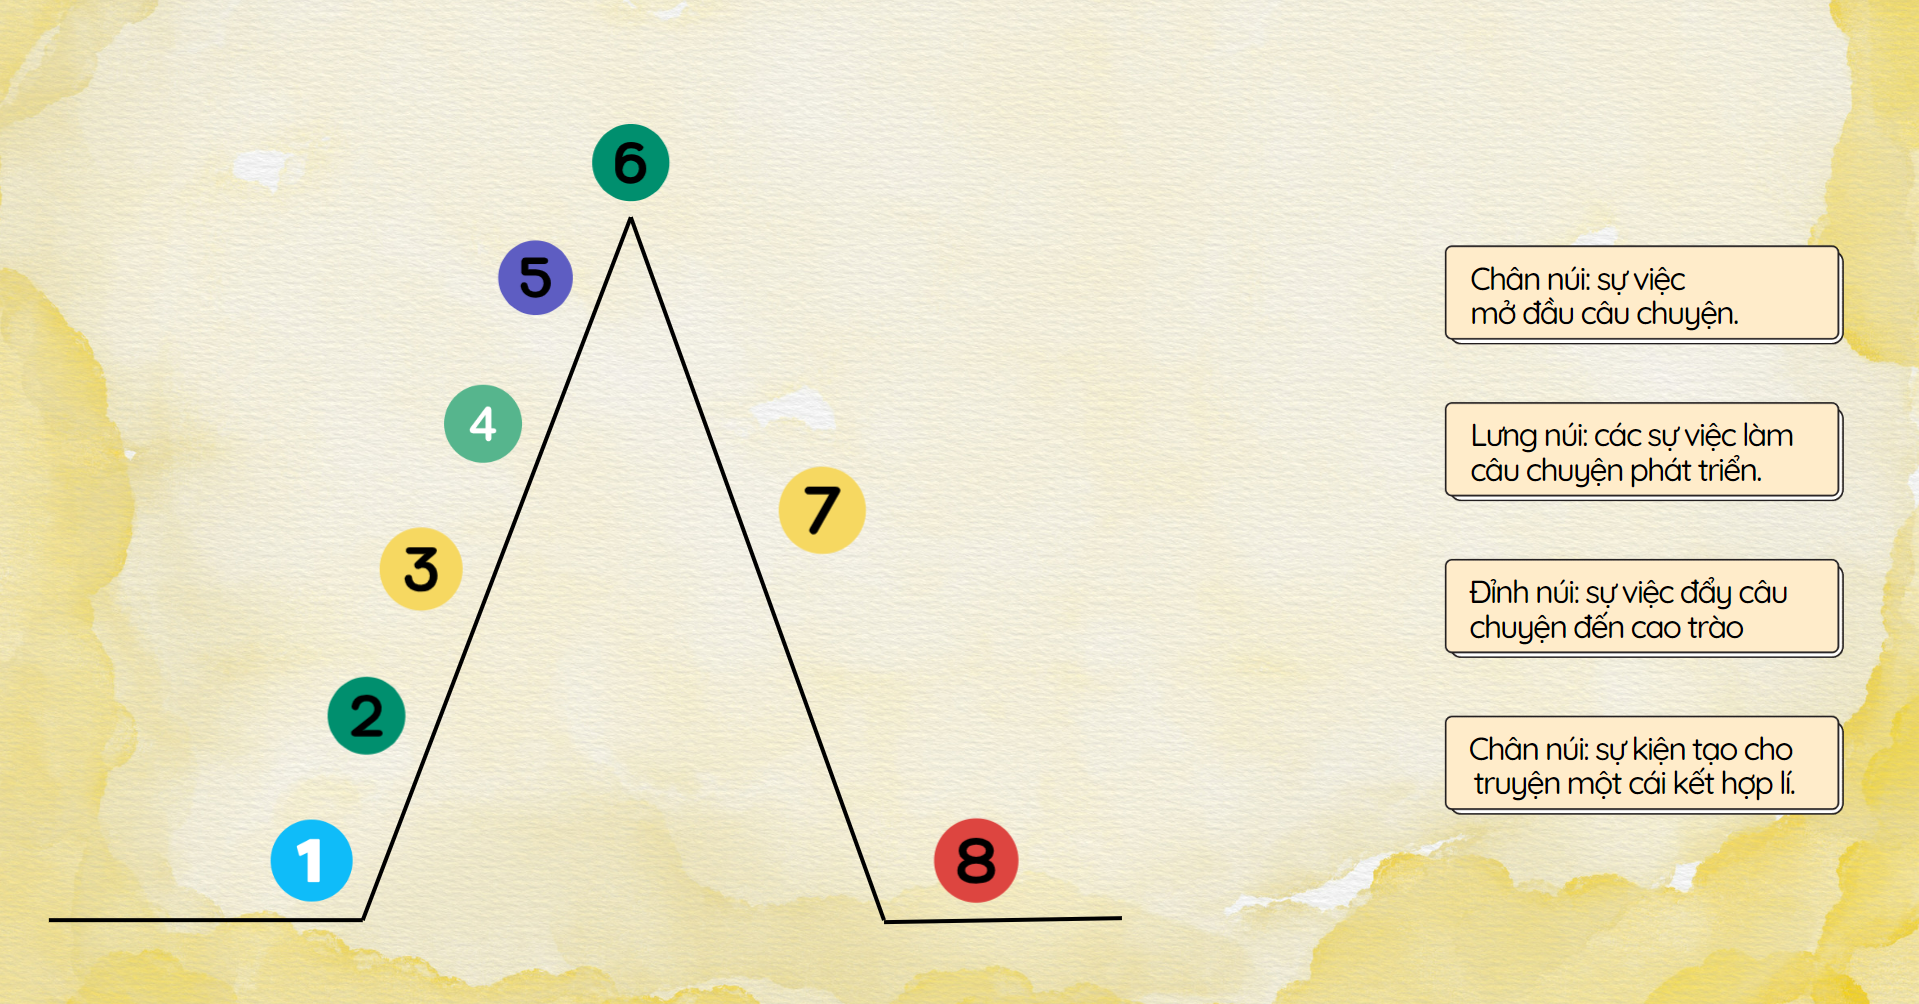 6
5
4
3
7
2
1
8
Chân núi: sự việc
mở đầu câu chuyện.
Lưng núi: các sự việc làm
câu chuyện phát triển.
Đỉnh núi: sự việc đẩy câu
chuyện đến cao trào
Chân núi: sự kiện tạo cho
truyện một cái kết hợp lí.